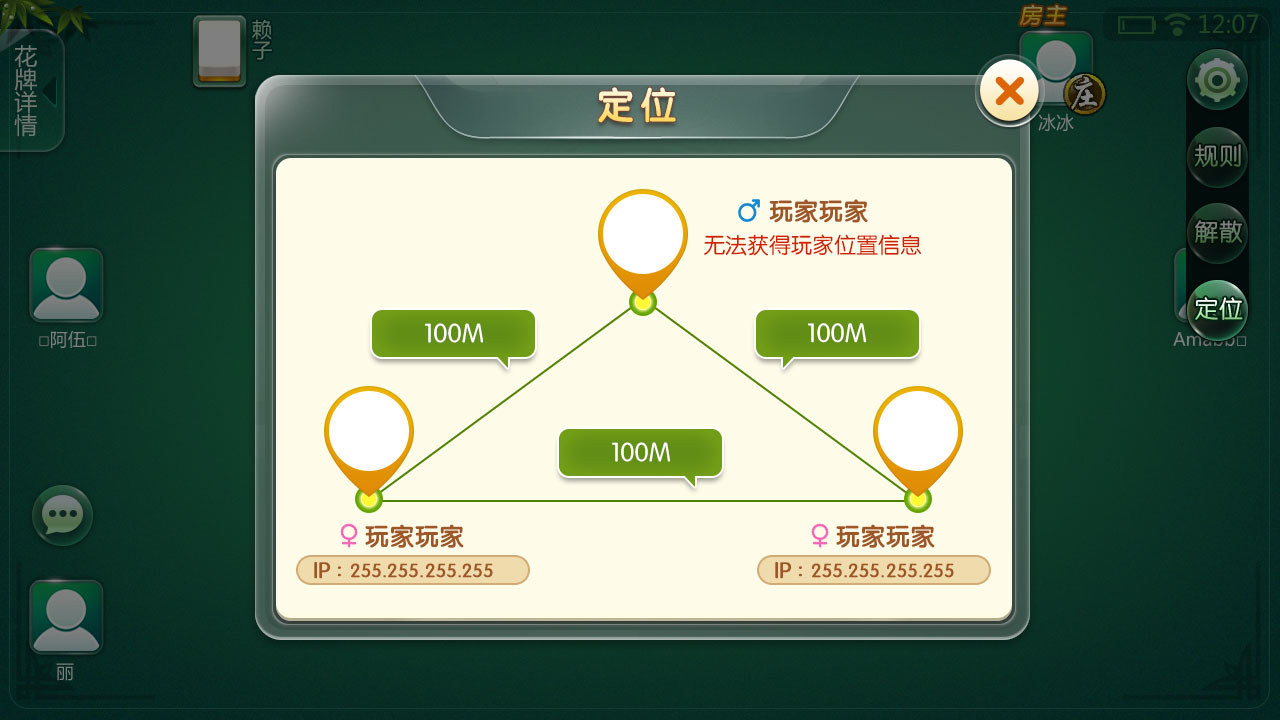 房主
12:07
赖子
花牌详情
定位
庄
冰冰
规则
♂ 玩家玩家
无法获得玩家位置信息
解散
定位
□阿伍□
100M
100M
Amabb□
100M
♀ 玩家玩家
♀ 玩家玩家
IP：255.255.255.255
IP：255.255.255.255
丽